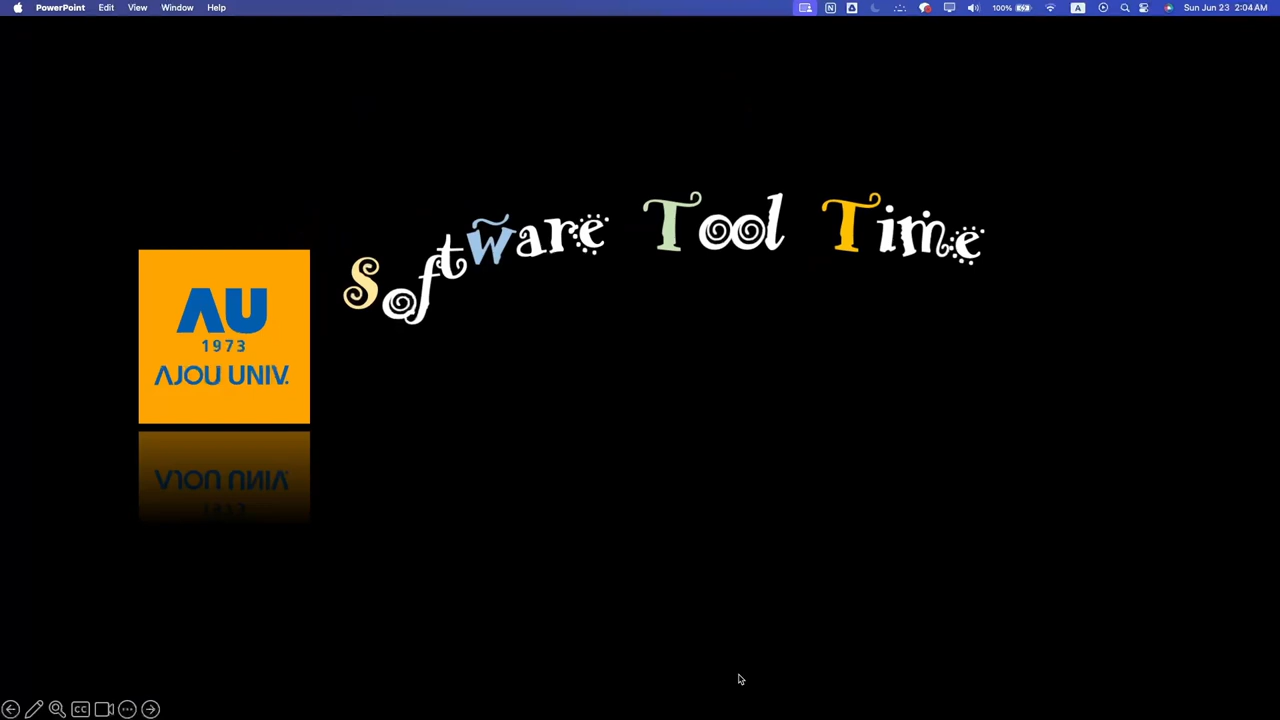 PowerPoint Edit View Window Help
100% A Sun Jun 23 2:04 AM
Software Tool Time
AU
1973
AJOU UNIV.
CC